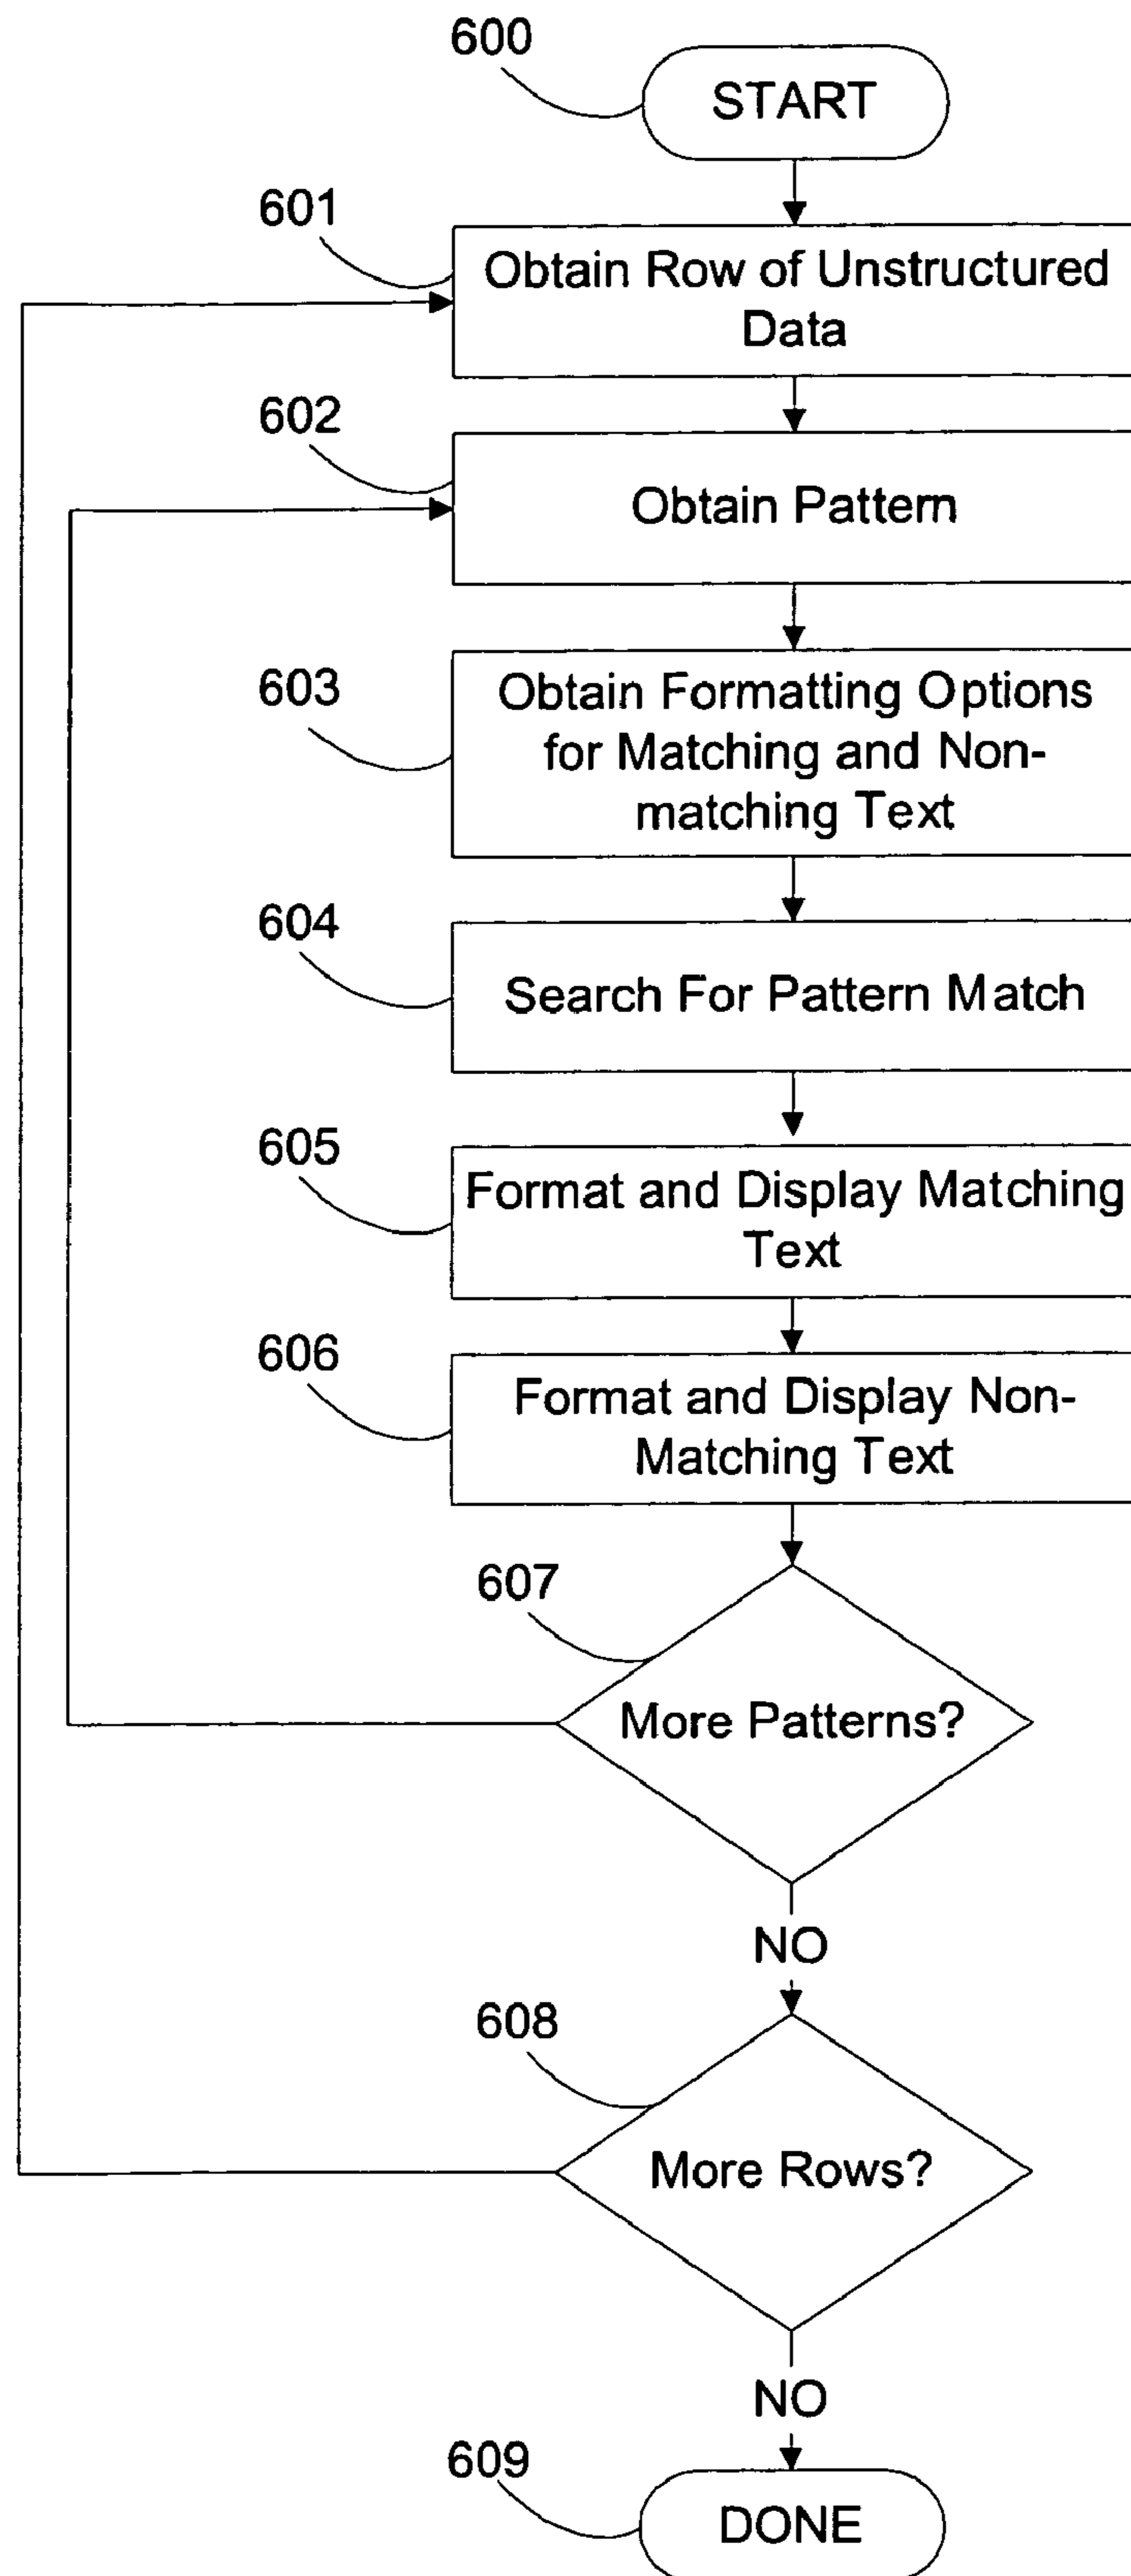 600
START
601
Obtain Row of Unstructured
Data
602
Obtain Pattern
603
Obtain Formatting Options
for Matching and Non-
matching Text
604
Search For Pattern Match
605
Format and Display Matching
Text
606
Format and Display Non-
Matching Text
607
More Patterns?
NO
608
More Rows?
NO
609
DONE